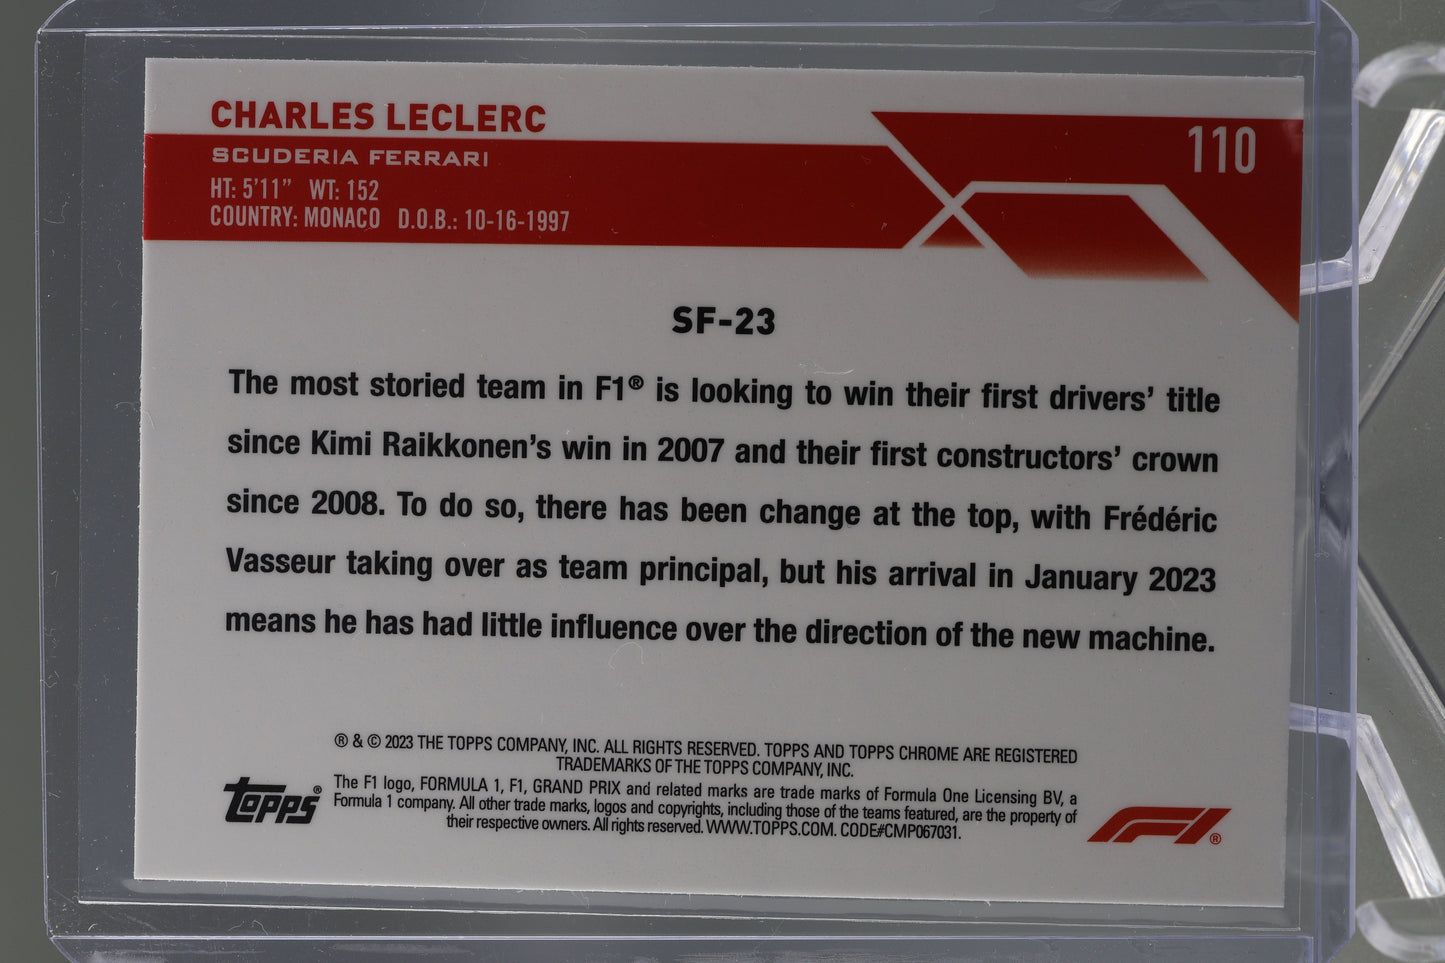 CHARLES LECLERC
110
SCUDERIA FERRARI
HT: 5'11" WT: 152
COUNTRY: MONACO D.O.B.: 10-16-1997
SF-23
The most storied team in F1® is looking to win their first drivers' title
since Kimi Raikkonen's win in 2007 and their first constructors' crown
since 2008. To do so, there has been change at the top, with Frédéric
Vasseur taking over as team principal, but his arrival in January 2023
means he has had little influence over the direction of the new machine.
® & © 2023 THE TOPPS COMPANY, INC. ALL RIGHTS RESERVED. TOPPS AND TOPPS CHROME ARE REGISTERED
TRADEMARKS OF THE TOPPS COMPANY, INC.
The F1 logo, FORMULA 1, F1, GRAND PRIX and related marks are trade marks of Formula One Licensing BV, a
Formula 1 company. All other trade marks, logos and copyrights, including those of the teams featured, are the property of
their respective owners. All rights reserved. WWW.TOPPS.COM. CODE#CMP067031.
topps®
F1®